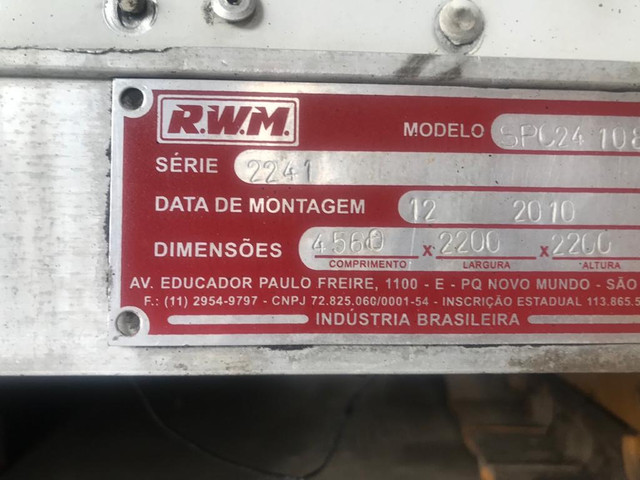 R.W.M.
MODELO SPC24 108
SÉRIE 2241
DATA DE MONTAGEM 12 2010
DIMENSÕES 4560 x 2200 x 2200
COMPRIMENTO LARGURA ALTURA
AV. EDUCADOR PAULO FREIRE, 1100 - E - PQ NOVO MUNDO - SÃO
F.: (11) 2954-9797 - CNPJ 72.825.060/0001-54 - INSCRIÇÃO ESTADUAL 113.865.5
INDÚSTRIA BRASILEIRA